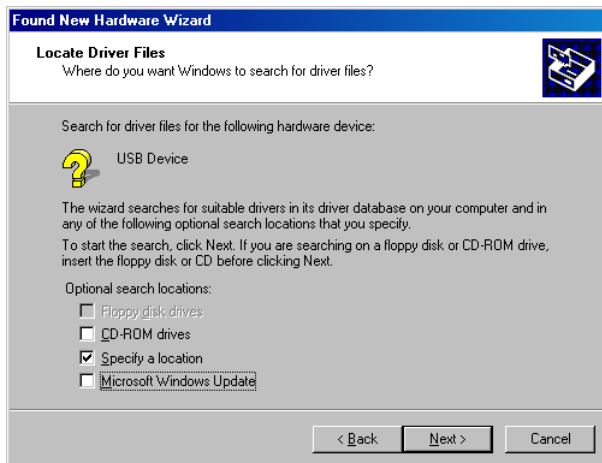 Found New Hardware Wizard
Locate Driver Files
Where do you want Windows to search for driver files?
Search for driver files for the following hardware device:
USB Device
The wizard searches for suitable drivers in its driver database on your computer and in
any of the following optional search locations that you specify.
To start the search, click Next. If you are searching on a floppy disk or CD-ROM drive,
insert the floppy disk or CD before clicking Next.
Optional search locations:
Floppy disk drives
CD-ROM drives
Specify a location
Microsoft Windows Update
< Back Next > Cancel